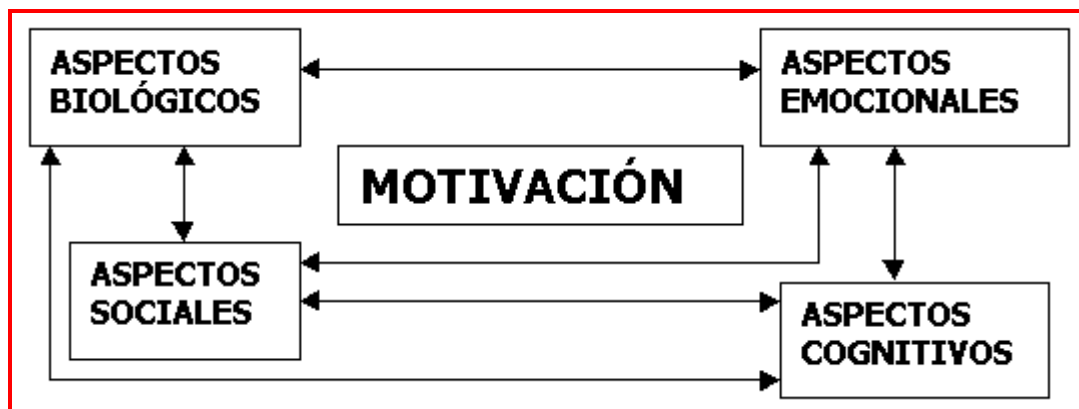 ASPECTOS
BIOLÓGICOS
ASPECTOS
EMOCIONALES
MOTIVACIÓN
ASPECTOS
SOCIALES
ASPECTOS
COGNITIVOS